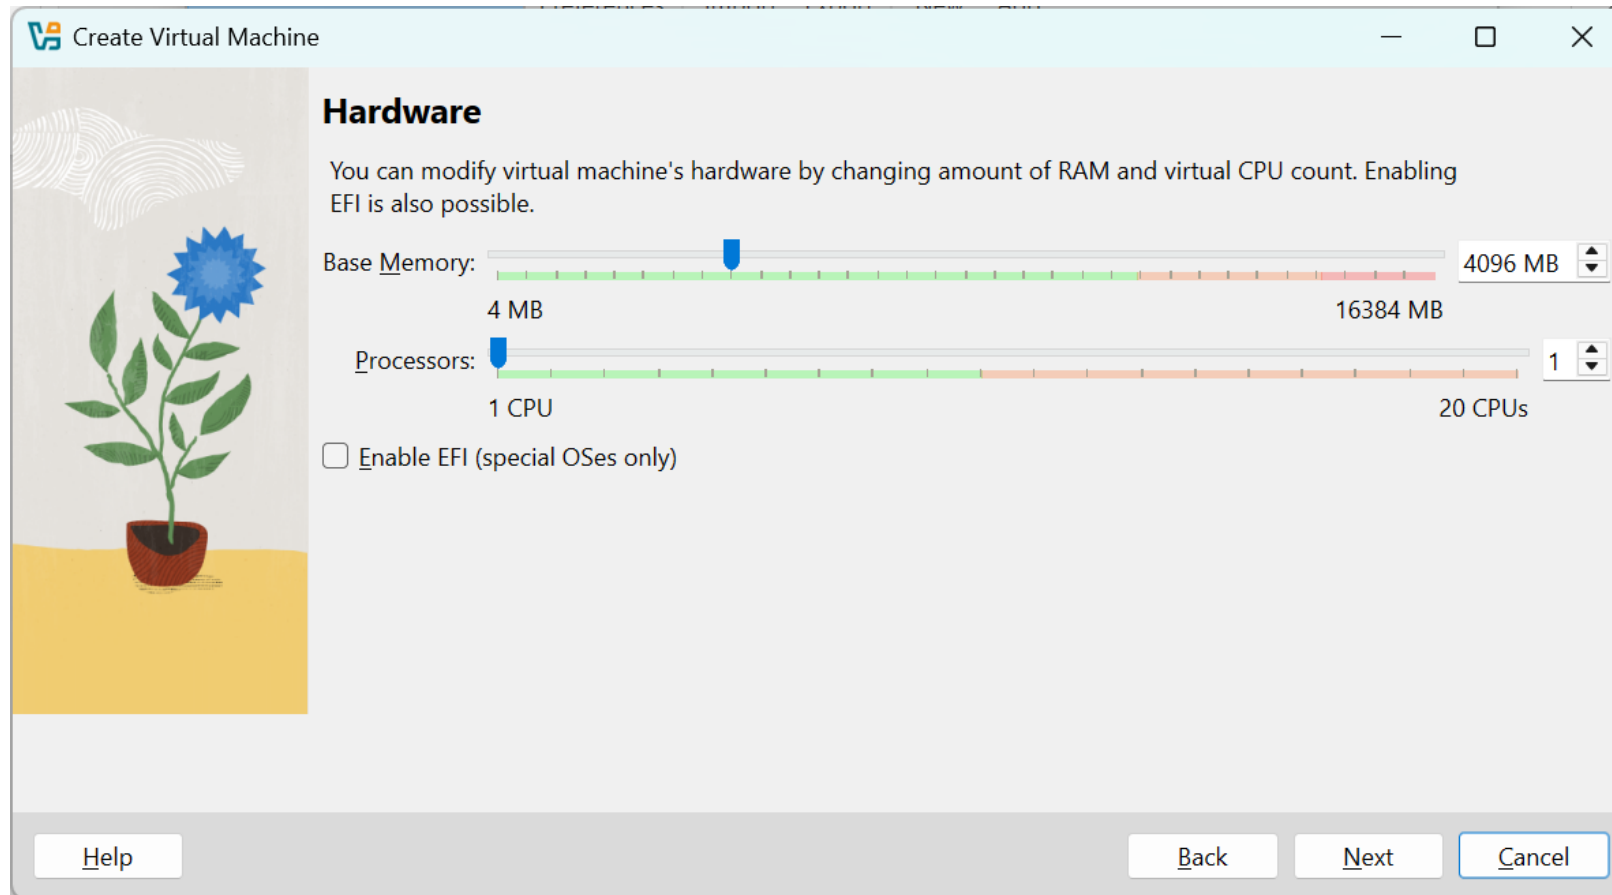 Create Virtual Machine
Hardware
You can modify virtual machine's hardware by changing amount of RAM and virtual CPU count. Enabling
EFI is also possible.
Base Memory:
4096 MB
4 MB
16384 MB
Processors:
1
1 CPU
20 CPUs
Enable EFI (special OSes only)
Help
Back
Next
Cancel